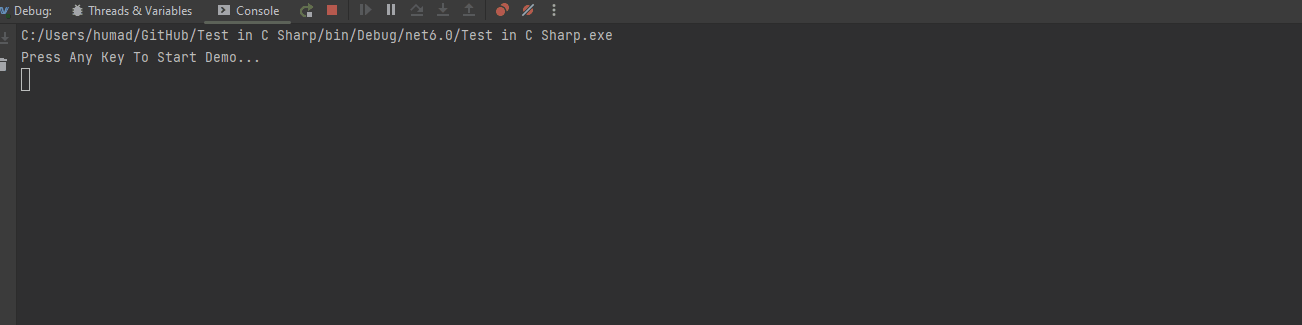 Debug: Threads & Variables Console
C:/Users/humad/GitHub/Test in C Sharp/bin/Debug/net6.0/Test in C Sharp.exe
Press Any Key To Start Demo...